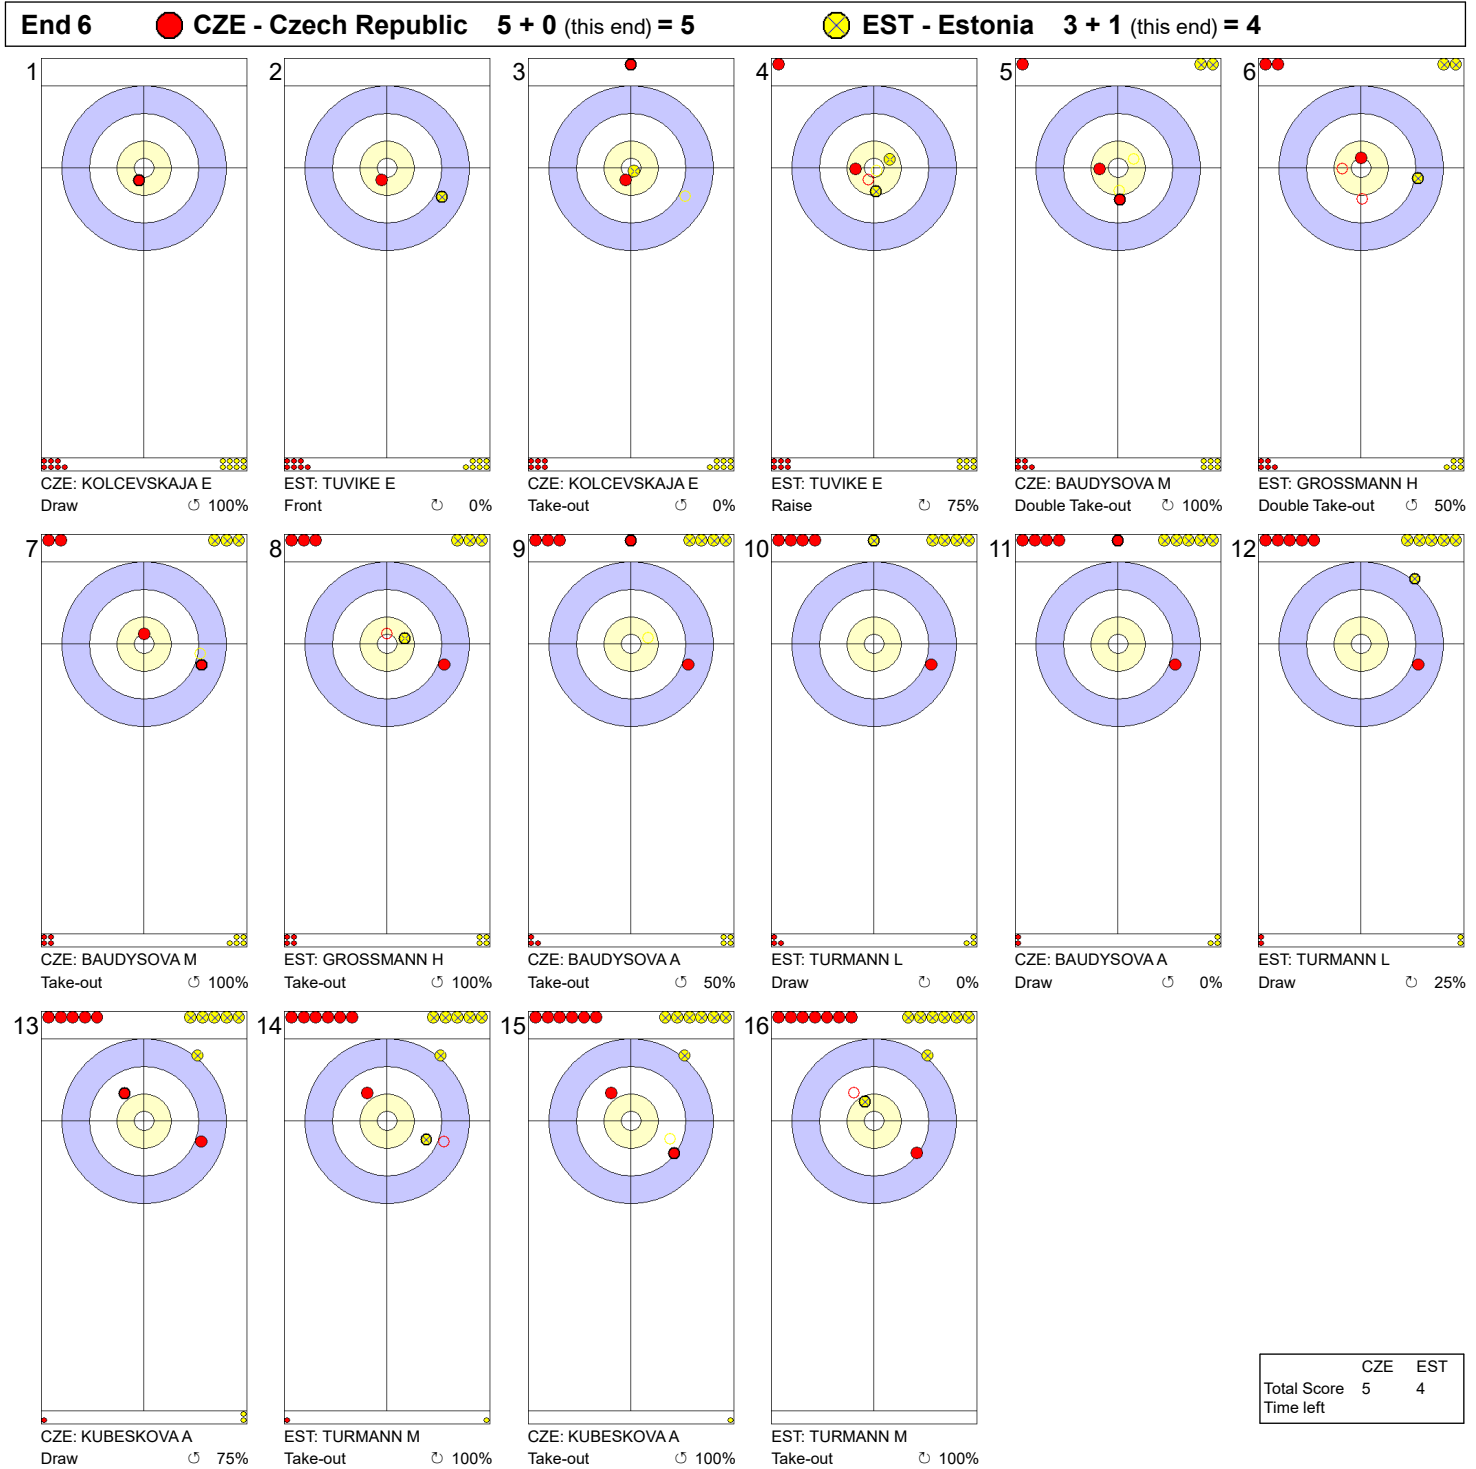 End 6 CZE - Czech Republic 5 + 0 (this end) = 5 EST - Estonia 3 + 1 (this end) = 4
1 2 3 4 5 6
CZE: KOLCEVSKAJA E EST: TUVIKE E CZE: KOLCEVSKAJA E EST: TUVIKE E CZE: BAUDYSOVA M EST: GROSSMANN H
Draw ↺ 100% Front ↻ 0% Take-out ↺ 0% Raise ↻ 75% Double Take-out ↻ 100% Double Take-out ↺ 50%
7 8 9 10 11 12
CZE: BAUDYSOVA M EST: GROSSMANN H CZE: BAUDYSOVA A EST: TURMANN L CZE: BAUDYSOVA A EST: TURMANN L
Take-out ↺ 100% Take-out ↺ 100% Take-out ↺ 50% Draw ↻ 0% Draw ↺ 0% Draw ↻ 25%
13 14 15 16
CZE: KUBESKOVA A EST: TURMANN M CZE: KUBESKOVA A EST: TURMANN M
Draw ↺ 75% Take-out ↻ 100% Take-out ↺ 100% Take-out ↻ 100%
CZE EST
Total Score 5 4
Time left